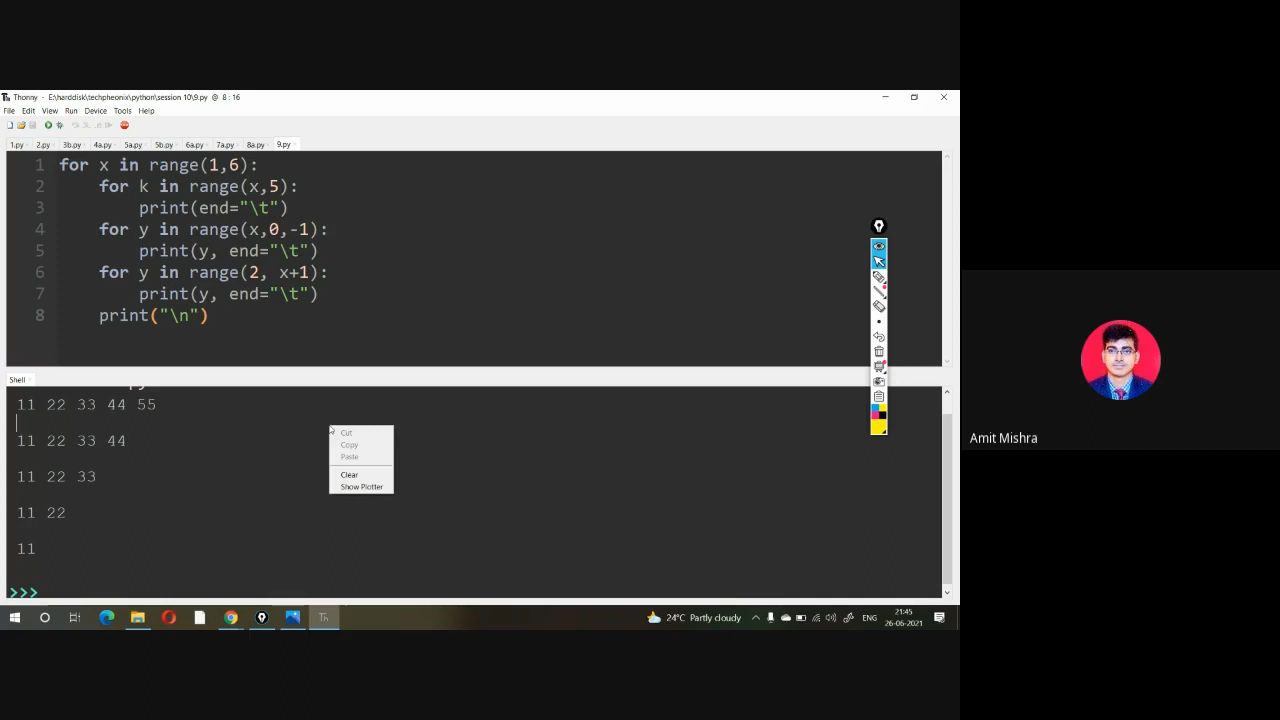 Thonny - E:\harddisk\techpheonix\python\session 10\9.py @ 8 : 16
File Edit View Run Device Tools Help
1.py 2.py 3b.py 4a.py 5a.py 5b.py 6a.py 7a.py 8a.py 9.py
1 for x in range(1,6):
2 for k in range(x,5):
3 print(end="\t")
4 for y in range(x,0,-1):
5 print(y, end="\t")
6 for y in range(2, x+1):
7 print(y, end="\t")
8 print("\n")
Shell
11 22 33 44 55
11 22 33 44
11 22 33
11 22
11
>>>
Cut
Copy
Paste
Clear
Show Plotter
Amit Mishra
Th
24°C Partly cloudy
ENG
21:45
26-06-2021